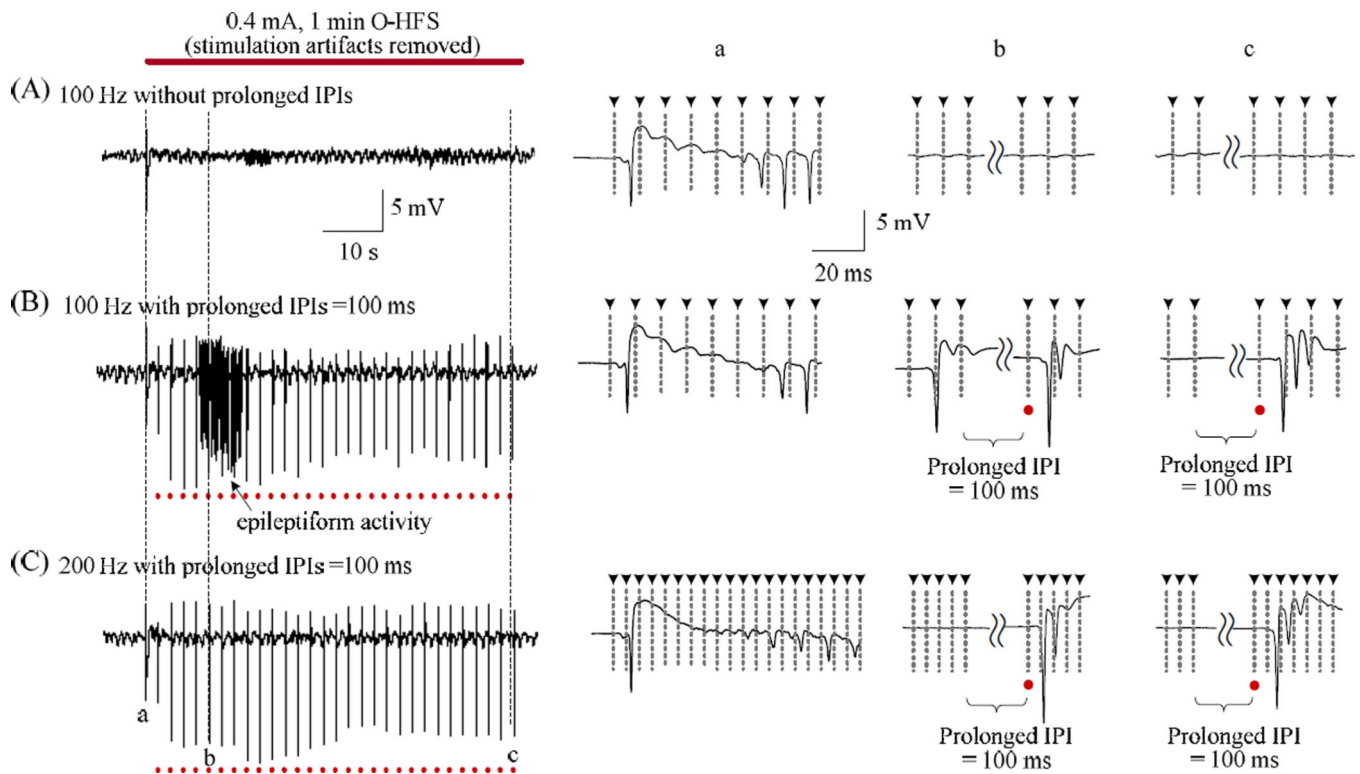 0.4 mA, 1 min O-HFS
(stimulation artifacts removed)
a
b
c
(A) 100 Hz without prolonged IPIs
5 mV
10 s
5 mV
20 ms
(B) 100 Hz with prolonged IPIs =100 ms
epileptiform activity
Prolonged IPI
= 100 ms
Prolonged IPI
= 100 ms
(C) 200 Hz with prolonged IPIs =100 ms
a
b
c
Prolonged IPI
= 100 ms
Prolonged IPI
= 100 ms